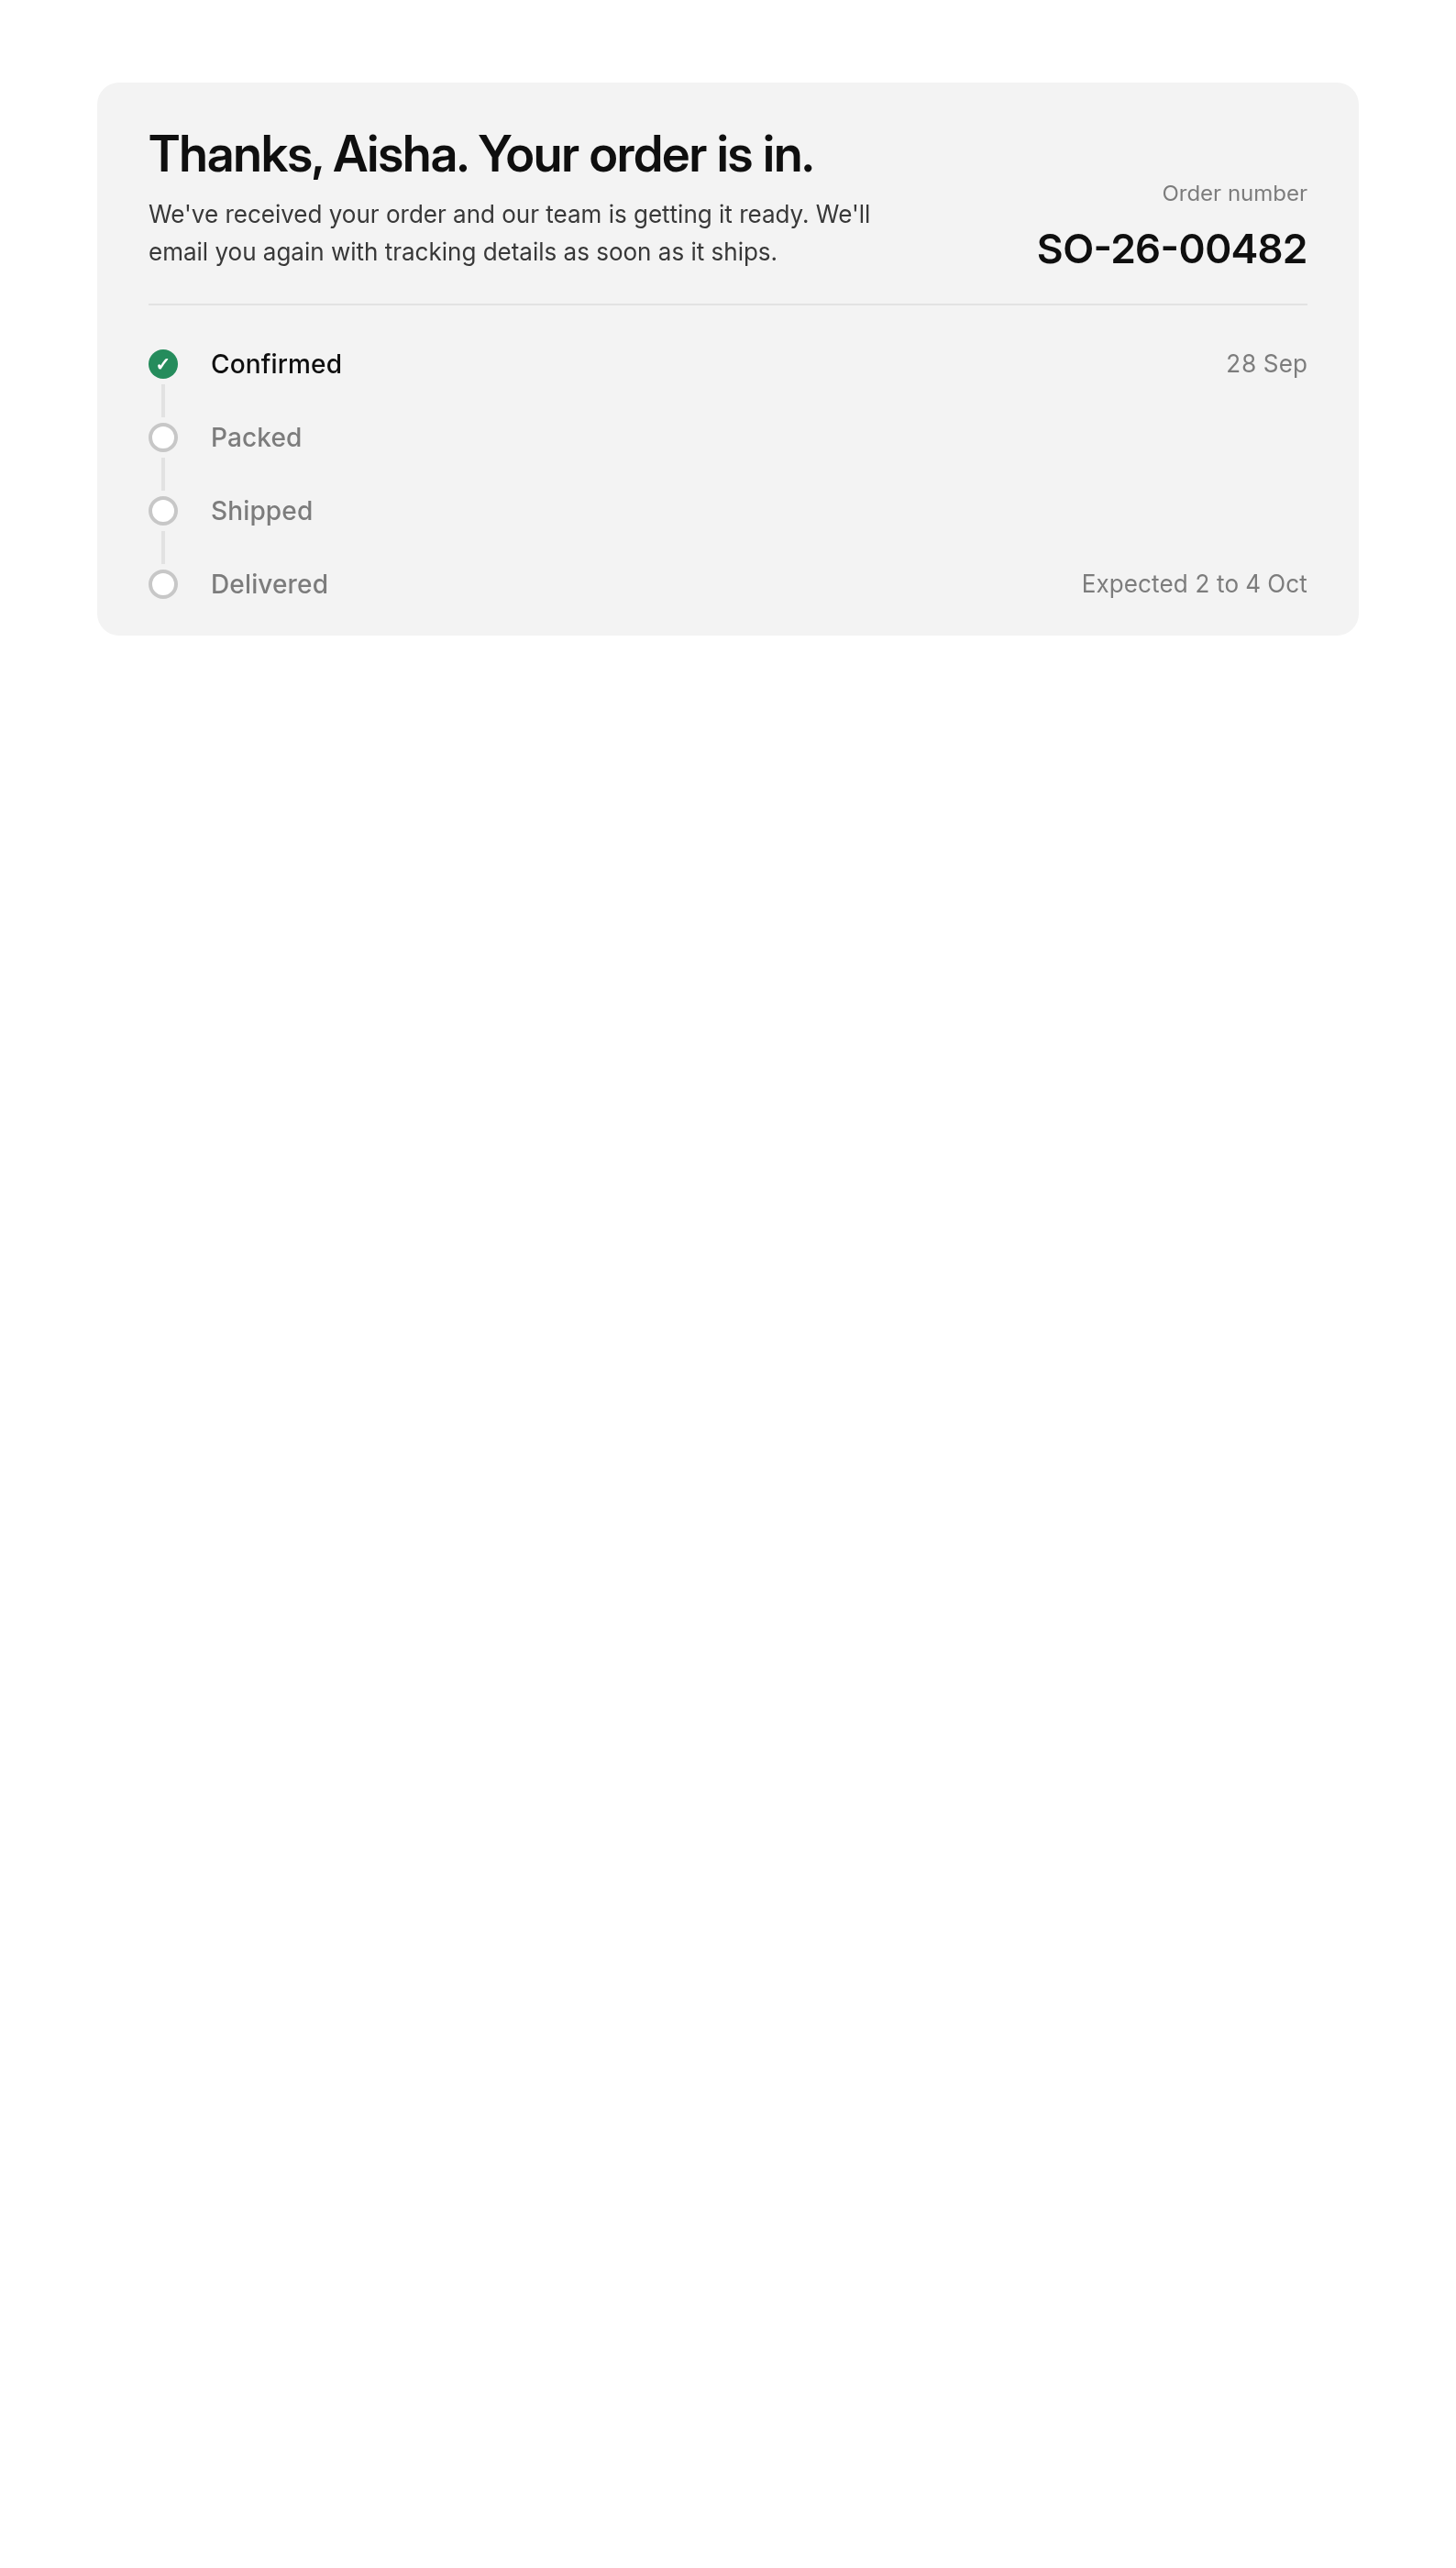 Thanks, Aisha. Your order is in.
We've received your order and our team is getting it ready. We'll
email you again with tracking details as soon as it ships.
Order number
SO-26-00482
✓ Confirmed 28 Sep
Packed
Shipped
Delivered Expected 2 to 4 Oct